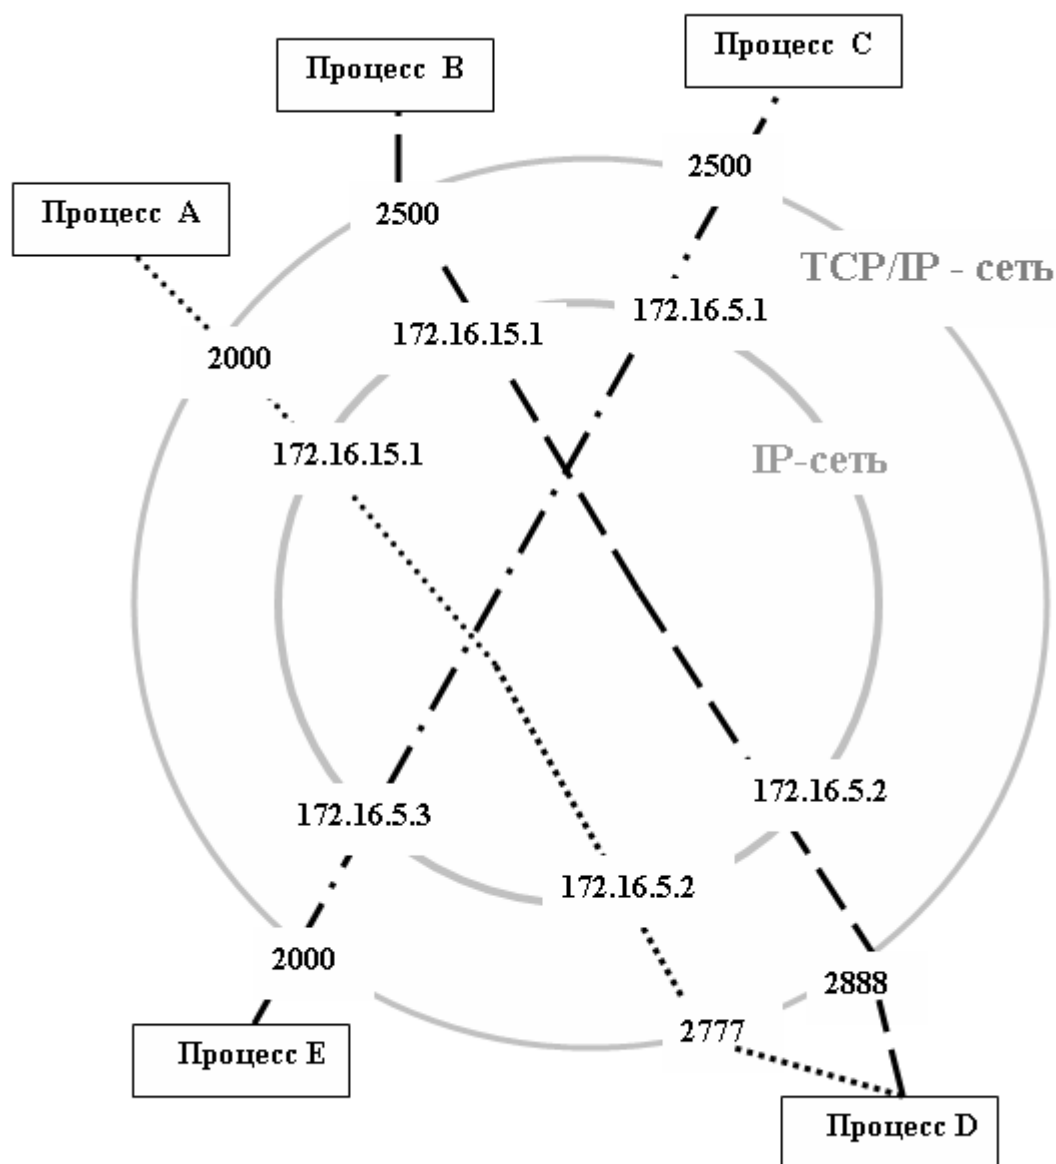 Процесс C
Процесс B
2500
Процесс A
2500
TCP/IP - сеть
172.16.5.1
172.16.15.1
2000
172.16.15.1
IP-сеть
172.16.5.2
172.16.5.3
172.16.5.2
2000
2888
2777
Процесс E
Процесс D